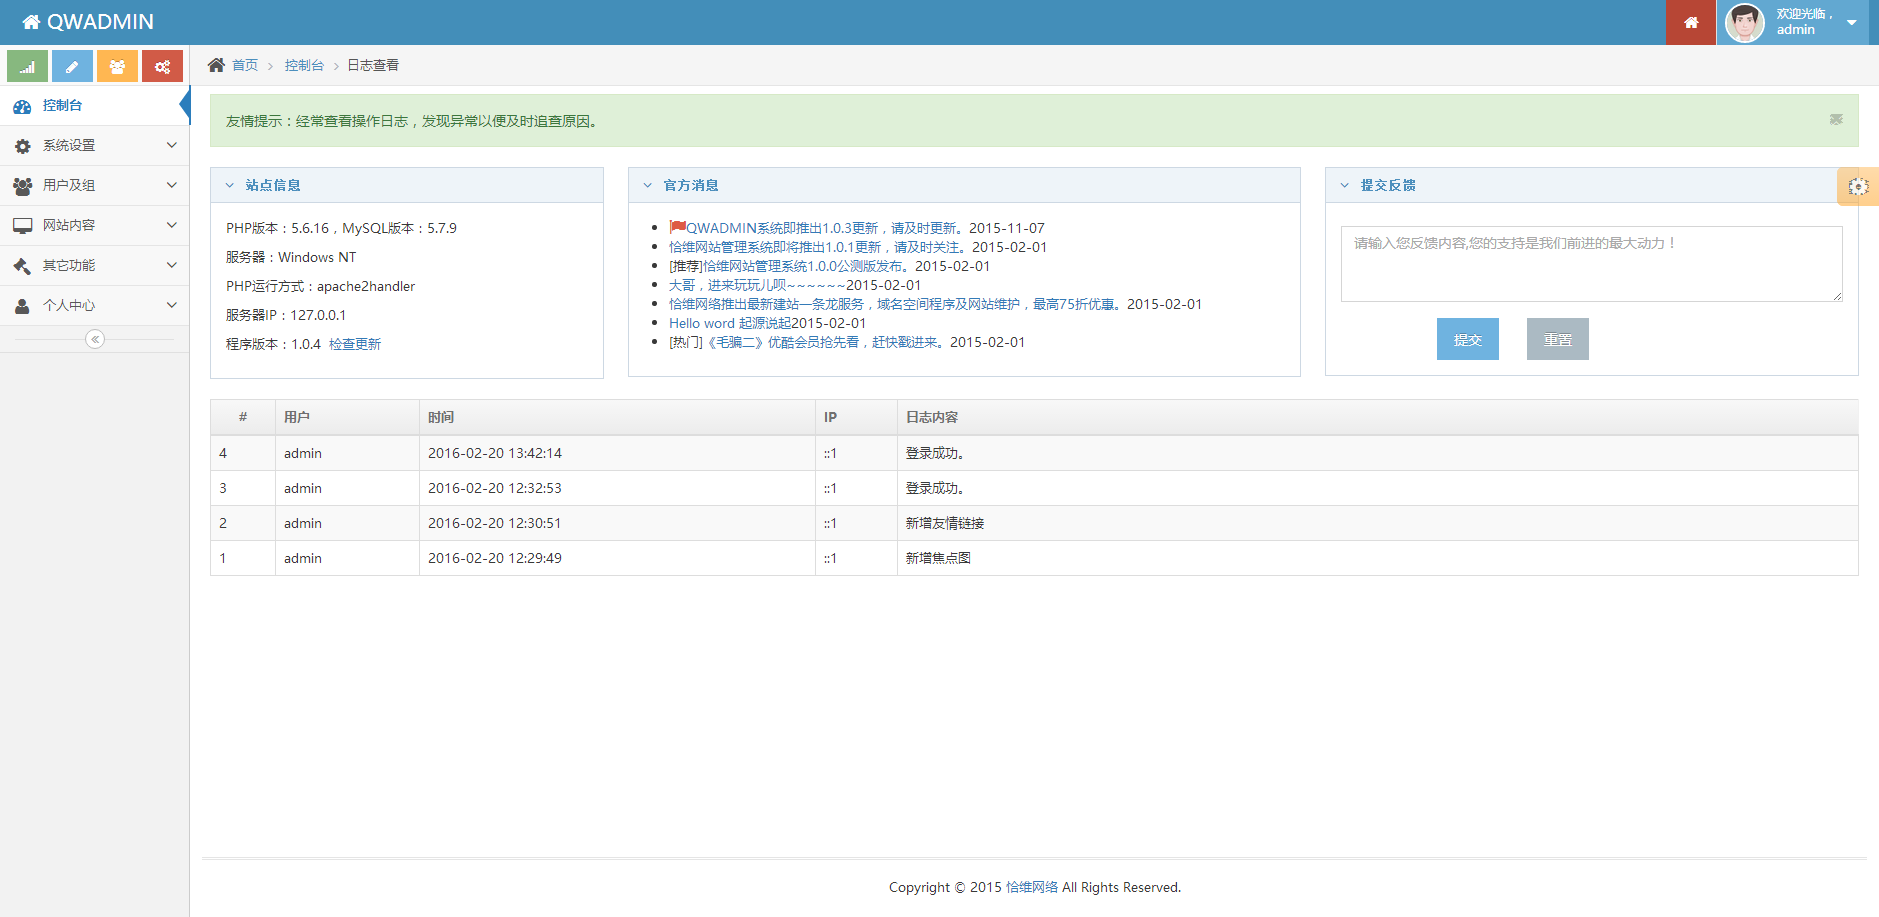 QWADMIN
欢迎光临，
admin
首页 控制台 日志查看
控制台
系统设置
用户及组
网站内容
其它功能
个人中心
友情提示：经常查看操作日志，发现异常以便及时追查原因。
站点信息
PHP版本：5.6.16，MySQL版本：5.7.9
服务器：Windows NT
PHP运行方式：apache2handler
服务器IP：127.0.0.1
程序版本：1.0.4 检查更新
官方消息
QWADMIN系统即推出1.0.3更新，请及时更新。2015-11-07
恰维网站管理系统即将推出1.0.1更新，请及时关注。2015-02-01
[推荐]恰维网站管理系统1.0.0公测版发布。2015-02-01
大哥，进来玩玩儿呗~~~~~~2015-02-01
恰维网络推出最新建站一条龙服务，域名空间程序及网站维护，最高75折优惠。2015-02-01
Hello word 起源说起2015-02-01
[热门]《毛骗二》优酷会员抢先看，赶快戳进来。2015-02-01
提交反馈
请输入您反馈内容,您的支持是我们前进的最大动力！
提交 重置
# 用户 时间 IP 日志内容
4 admin 2016-02-20 13:42:14 ::1 登录成功。
3 admin 2016-02-20 12:32:53 ::1 登录成功。
2 admin 2016-02-20 12:30:51 ::1 新增友情链接
1 admin 2016-02-20 12:29:49 ::1 新增焦点图
Copyright © 2015 恰维网络 All Rights Reserved.